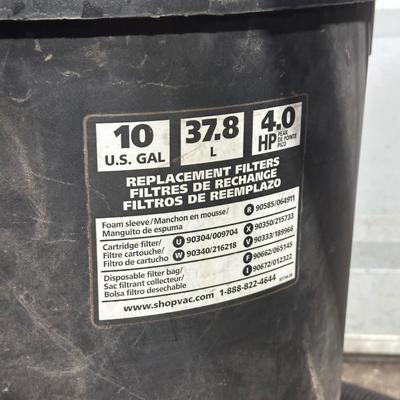 10
U.S. GAL
37.8
L
4.0
HP PEAK
DE POINTE
PICO
REPLACEMENT FILTERS
FILTRES DE RECHANGE
FILTROS DE REEMPLAZO
Foam sleeve/Manchon en mousse/
Manguito de espuma
R 90585/064911
Cartridge filter/
Filtre cartouche/
Filtro de cartucho
U 90304/009704
W 90340/216218
X 90350/215733
V 90333/189966
Disposable filter bag/
Sac filtrant collecteur/
Bolsa filtro desechable
F 90662/065145
I 90672/012322
www.shopvac.com 1-888-822-4644